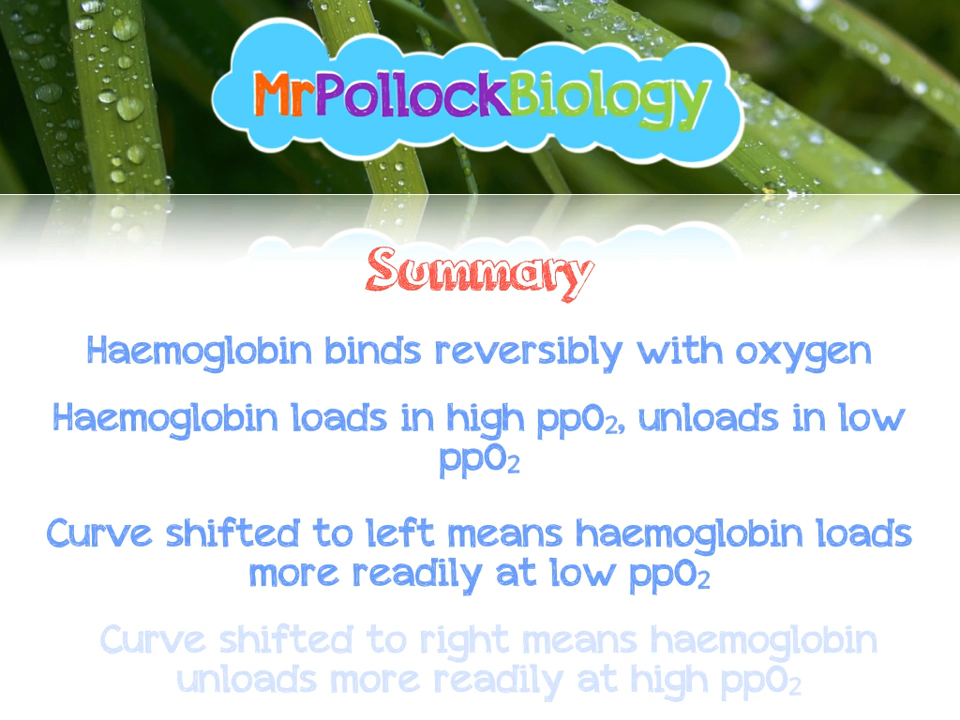 MrPollockBiology
Summary
Haemoglobin binds reversibly with oxygen
Haemoglobin loads in high ppO₂, unloads in low
ppO₂
Curve shifted to left means haemoglobin loads
more readily at low ppO₂
Curve shifted to right means haemoglobin
unloads more readily at high ppO₂